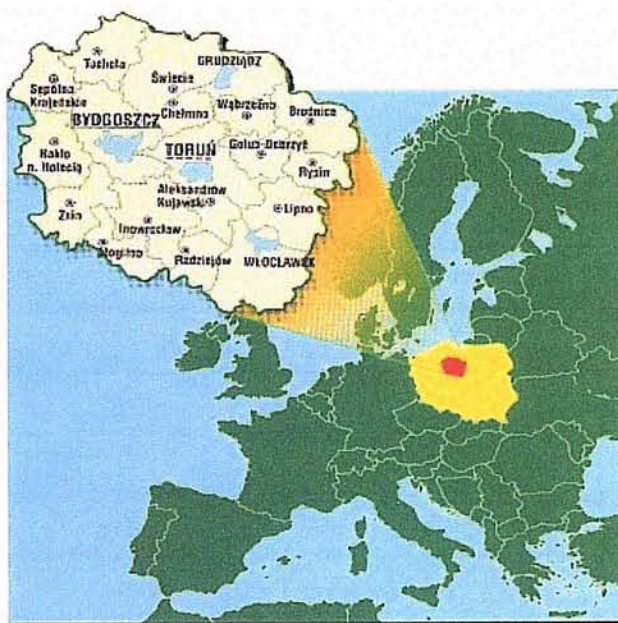 Tuchola
GRUDZIĄDZ
Sępólno
Krajeńskie
Świecie
Chełmno
Wąbrzeźno
Brodnica
BYDGOSZCZ
TORUŃ
Golub-Dobrzyń
Nakło
n. Notecią
Rypin
Aleksandrów
Kujawski
Żnin
Lipno
Inowrocław
Mogilno
Radziejów
WŁOCŁAWEK